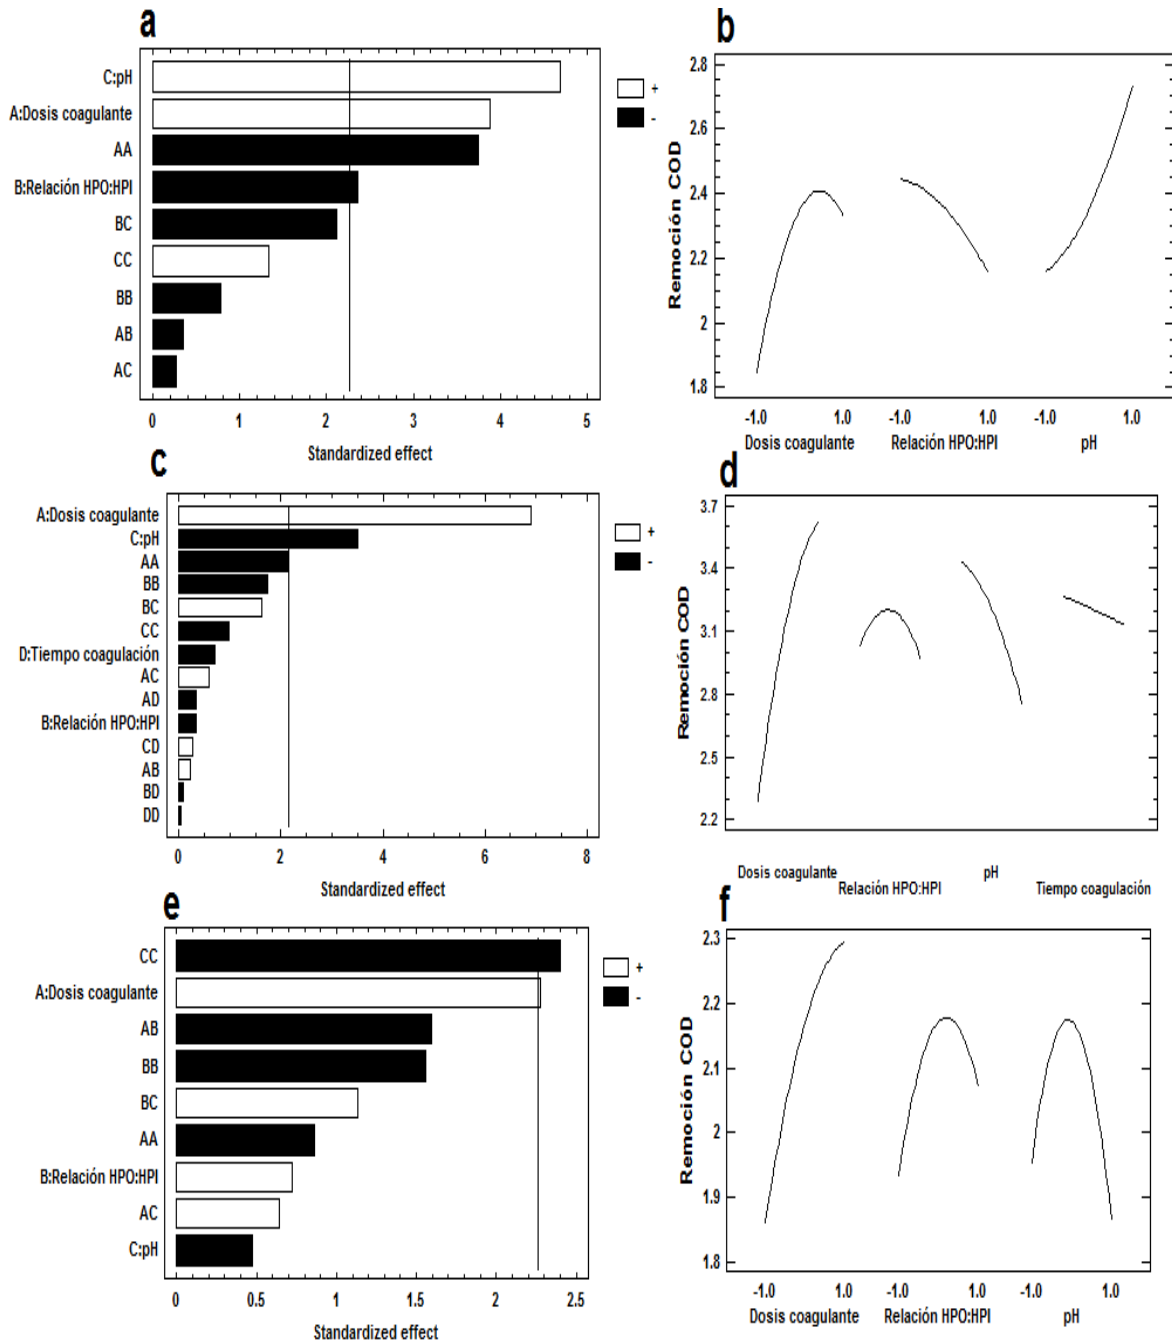 a
C:pH
A:Dosis coagulante
AA
B:Relación HPO:HPI
BC
CC
BB
AB
AC
0 1 2 3 4 5
Standardized effect
+
-
b
Remoción COD
2.8
2.6
2.4
2.2
2
1.8
-1.0 1.0 -1.0 1.0 -1.0 1.0
Dosis coagulante Relación HPO:HPI pH
c
A:Dosis coagulante
C:pH
AA
BB
BC
CC
D:Tiempo coagulación
AC
AD
B:Relación HPO:HPI
CD
AB
BD
DD
0 2 4 6 8
Standardized effect
+
-
d
Remoción COD
3.7
3.4
3.1
2.8
2.5
2.2
Dosis coagulante pH
Relación HPO:HPI Tiempo coagulación
e
CC
A:Dosis coagulante
AB
BB
BC
AA
B:Relación HPO:HPI
AC
C:pH
0 0.5 1 1.5 2 2.5
Standardized effect
+
-
f
Remoción COD
2.3
2.2
2.1
2
1.9
1.8
-1.0 1.0 -1.0 1.0 -1.0 1.0
Dosis coagulante Relación HPO:HPI pH